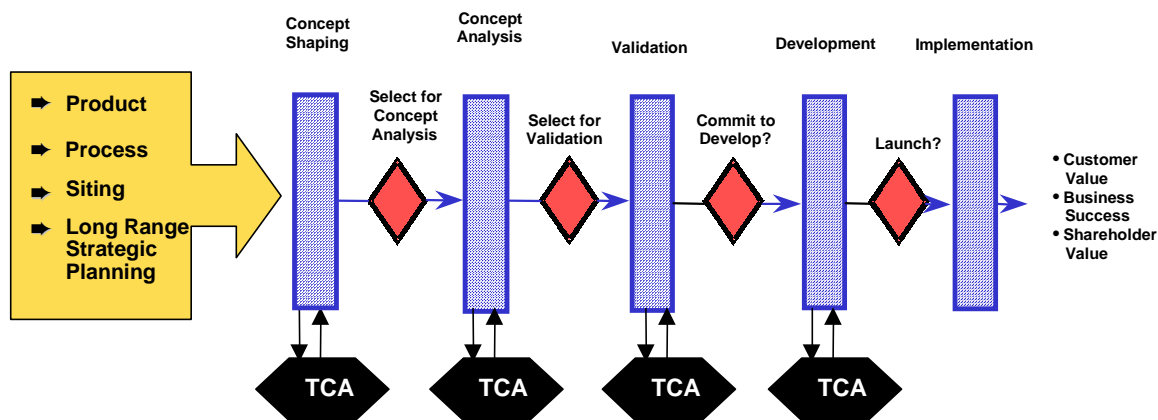 Concept
Shaping
Concept
Analysis
Validation
Development
Implementation
Product
Process
Siting
Long Range
Strategic
Planning
Select for
Concept
Analysis
Select for
Validation
Commit to
Develop?
Launch?
• Customer
Value
• Business
Success
• Shareholder
Value
TCA
TCA
TCA
TCA